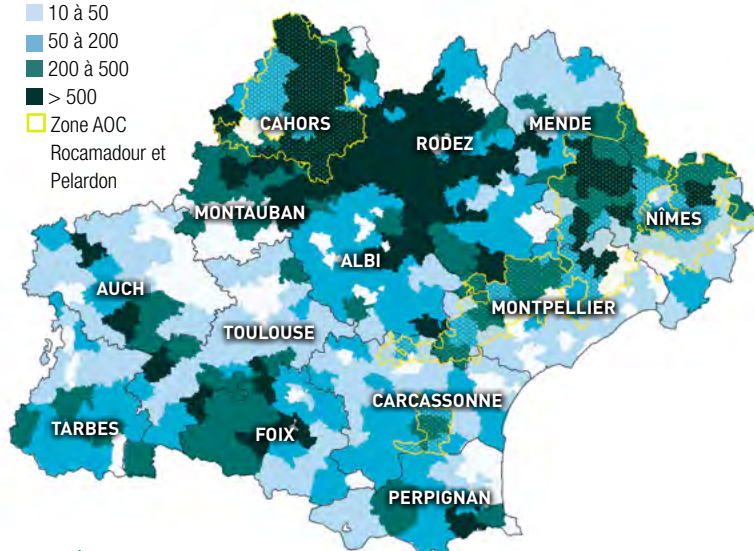 10 à 50
50 à 200
200 à 500
> 500
Zone AOC
Rocamadour et
Pelardon
CAHORS
RODEZ
MENDE
NÎMES
MONTAUBAN
ALBI
AUCH
MONTPELLIER
TOULOUSE
CARCASSONNE
TARBES
FOIX
PERPIGNAN